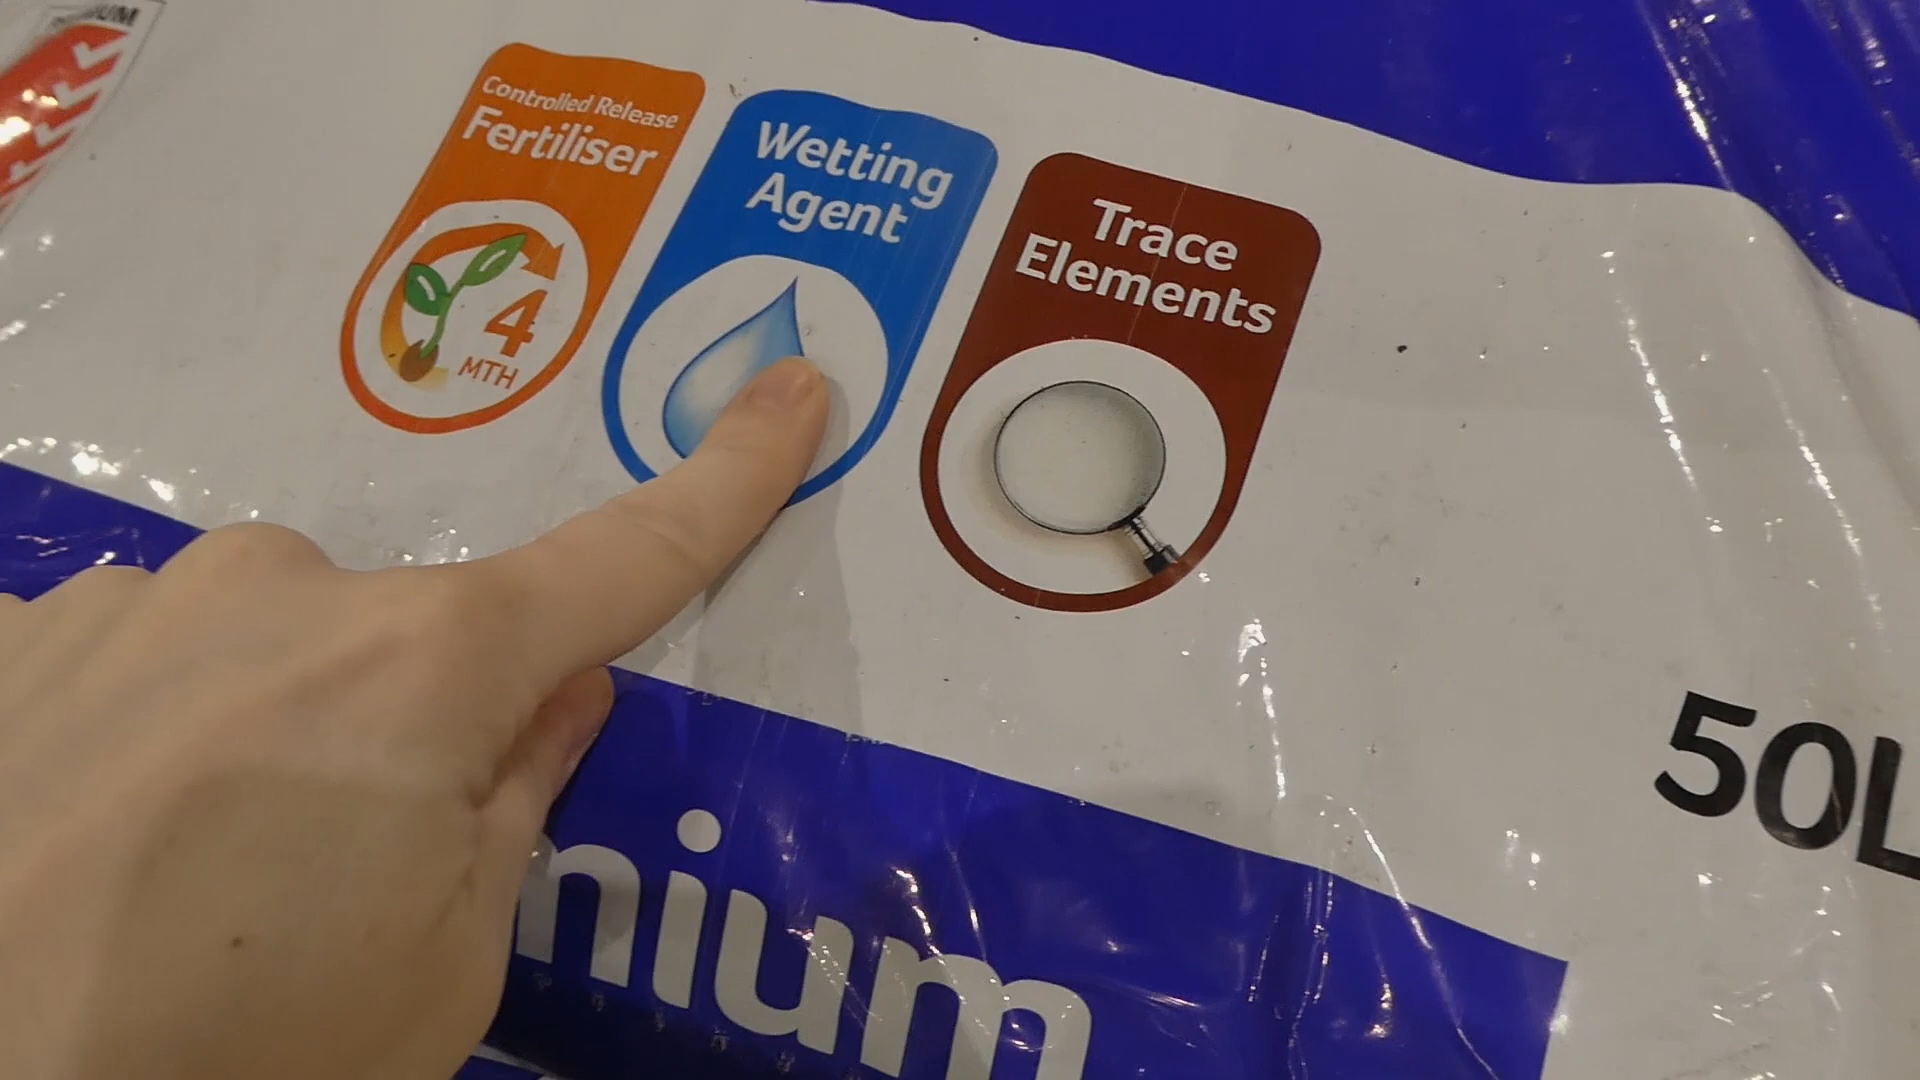 Controlled Release
Fertiliser
4
MTH
Wetting
Agent
Trace
Elements
50L
nium